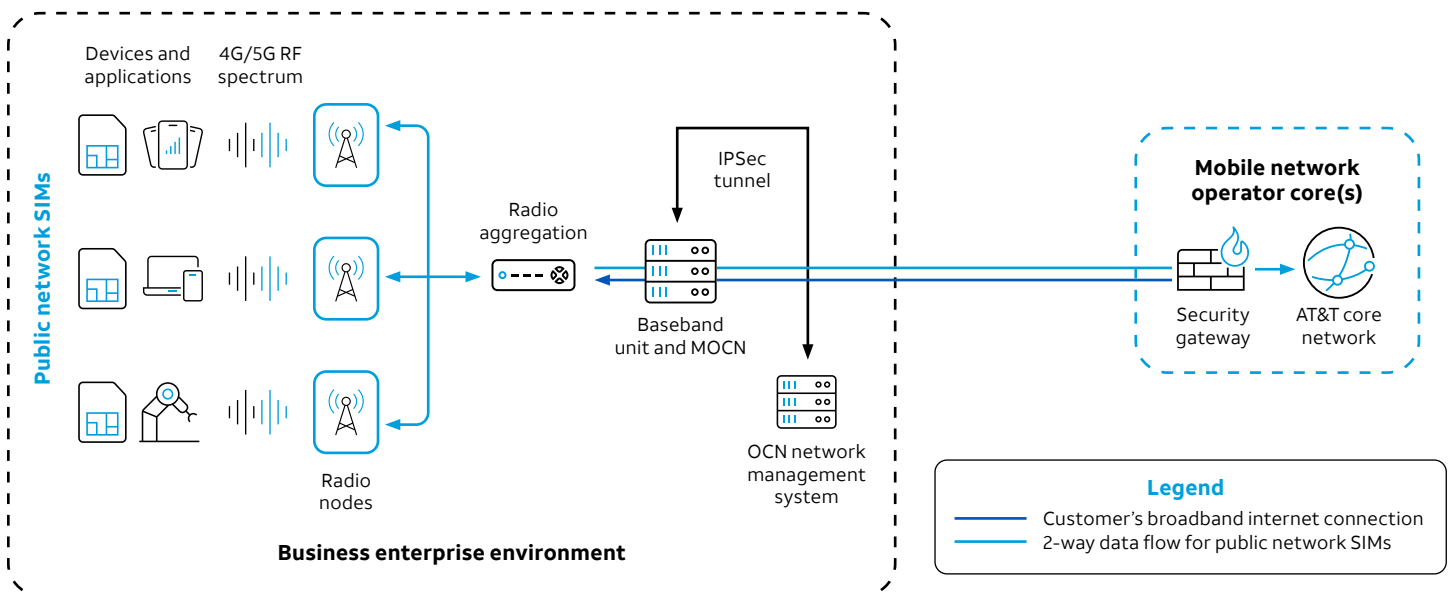 Devices and
applications
4G/5G RF
spectrum
Public network SIMs
Radio
nodes
Radio
aggregation
IPSec
tunnel
Baseband
unit and MOCN
OCN network
management
system
Business enterprise environment
Mobile network
operator core(s)
Security
gateway
AT&T core
network
Legend
Customer's broadband internet connection
2-way data flow for public network SIMs